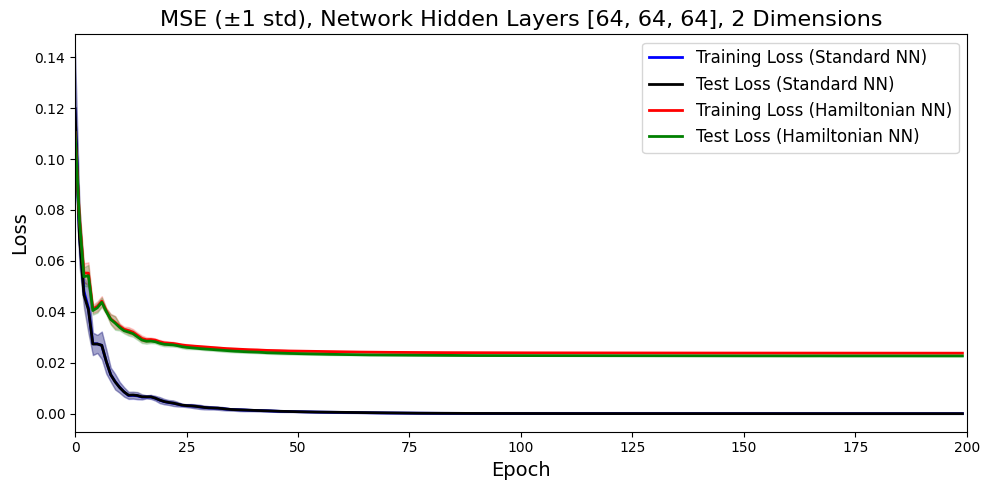 MSE (±1 std), Network Hidden Layers [64, 64, 64], 2 Dimensions
Training Loss (Standard NN)
Test Loss (Standard NN)
Training Loss (Hamiltonian NN)
Test Loss (Hamiltonian NN)
Loss
0.14
0.12
0.10
0.08
0.06
0.04
0.02
0.00
0 25 50 75 100 125 150 175 200
Epoch